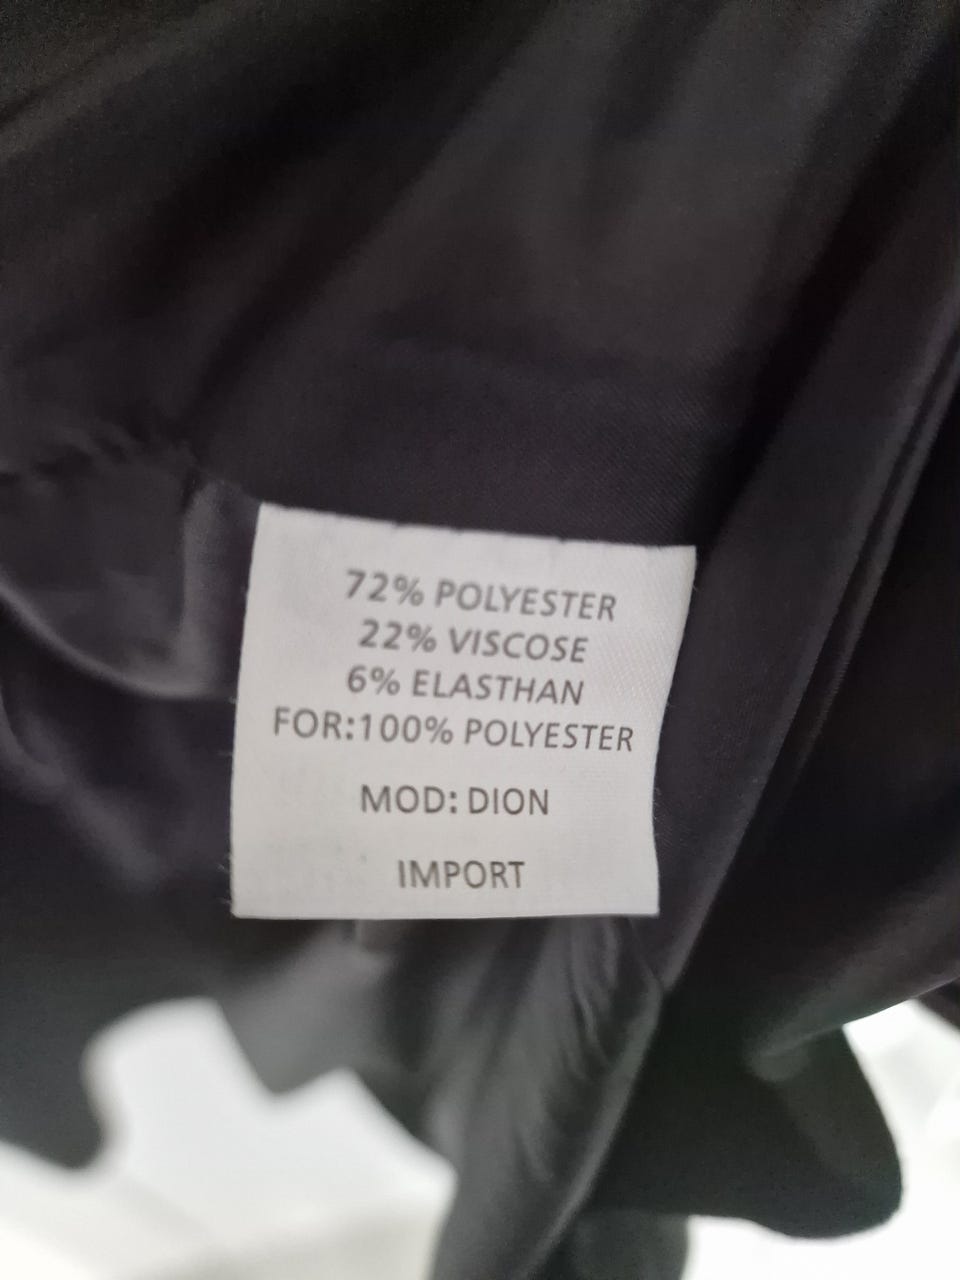 72% POLYESTER
22% VISCOSE
6% ELASTHAN
FOR:100% POLYESTER
MOD: DION
IMPORT